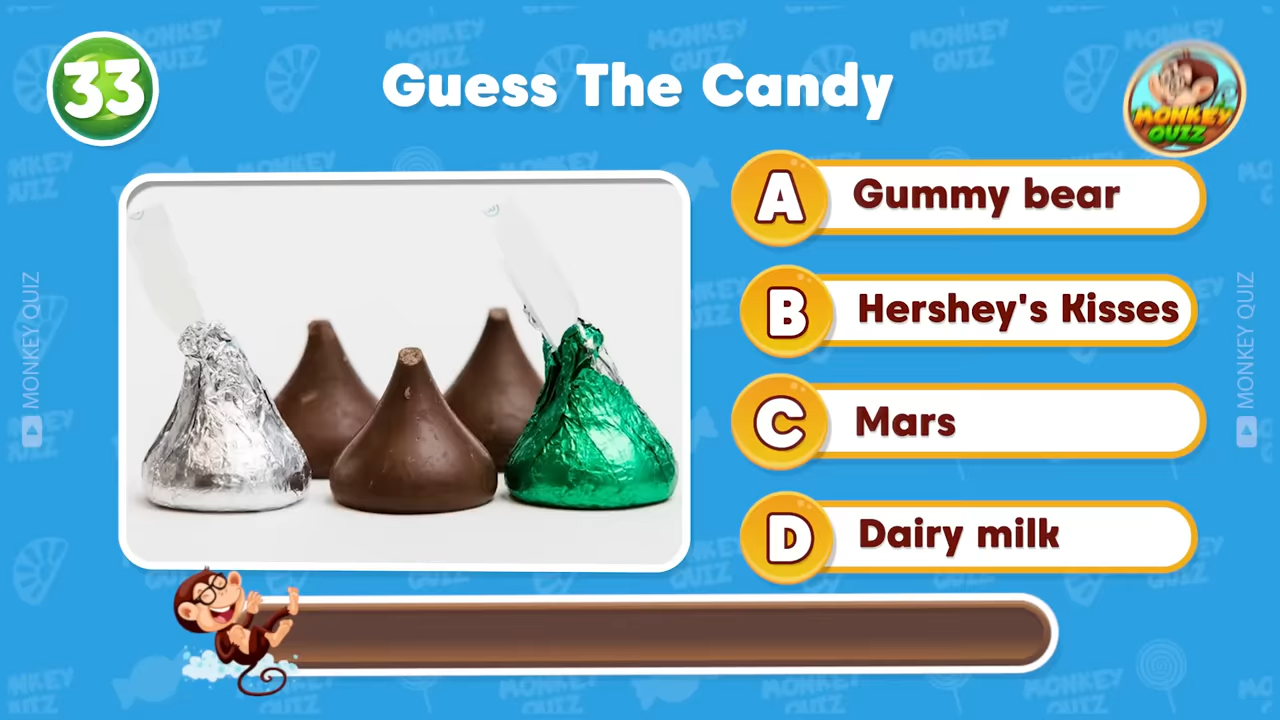 33
Guess The Candy
MONKEY
QUIZ
A Gummy bear
B Hershey's Kisses
C Mars
D Dairy milk
MONKEY QUIZ
MONKEY QUIZ